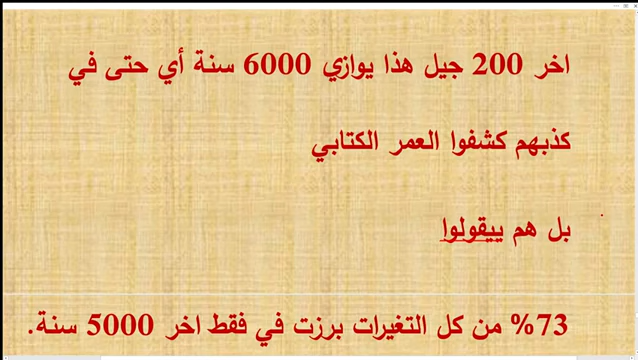 اخر 200 جيل هذا يوازي 6000 سنة أي حتى في
كذبهم كشفوا العمر الكتابي
بل هم ييقولوا
73% من كل التغيرات برزت في فقط اخر 5000 سنة.